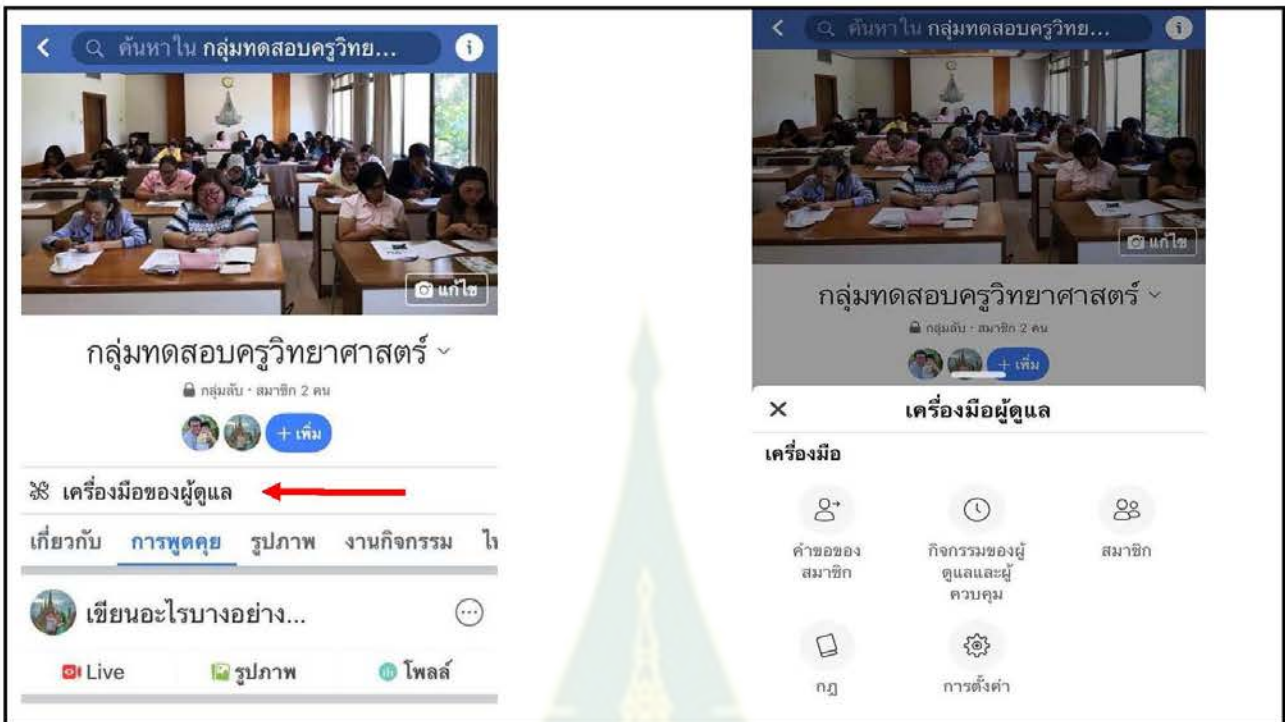 ค้นหาใน กลุ่มทดสอบครูวิทย...
แก้ไข
กลุ่มทดสอบครูวิทยาศาสตร์
กลุ่มลับ · สมาชิก 2 คน
+ เพิ่ม
เครื่องมือของผู้ดูแล
เกี่ยวกับ การพูดคุย รูปภาพ งานกิจกรรม ไท
เขียนอะไรบางอย่าง...
Live รูปภาพ โพลล์
ค้นหาใน กลุ่มทดสอบครูวิทย...
แก้ไข
กลุ่มทดสอบครูวิทยาศาสตร์
กลุ่มลับ · สมาชิก 2 คน
+ เพิ่ม
เครื่องมือผู้ดูแล
เครื่องมือ
คำขอของ
สมาชิก
กิจกรรมของผู้
ดูแลและผู้
ควบคุม
สมาชิก
กฎ
การตั้งค่า